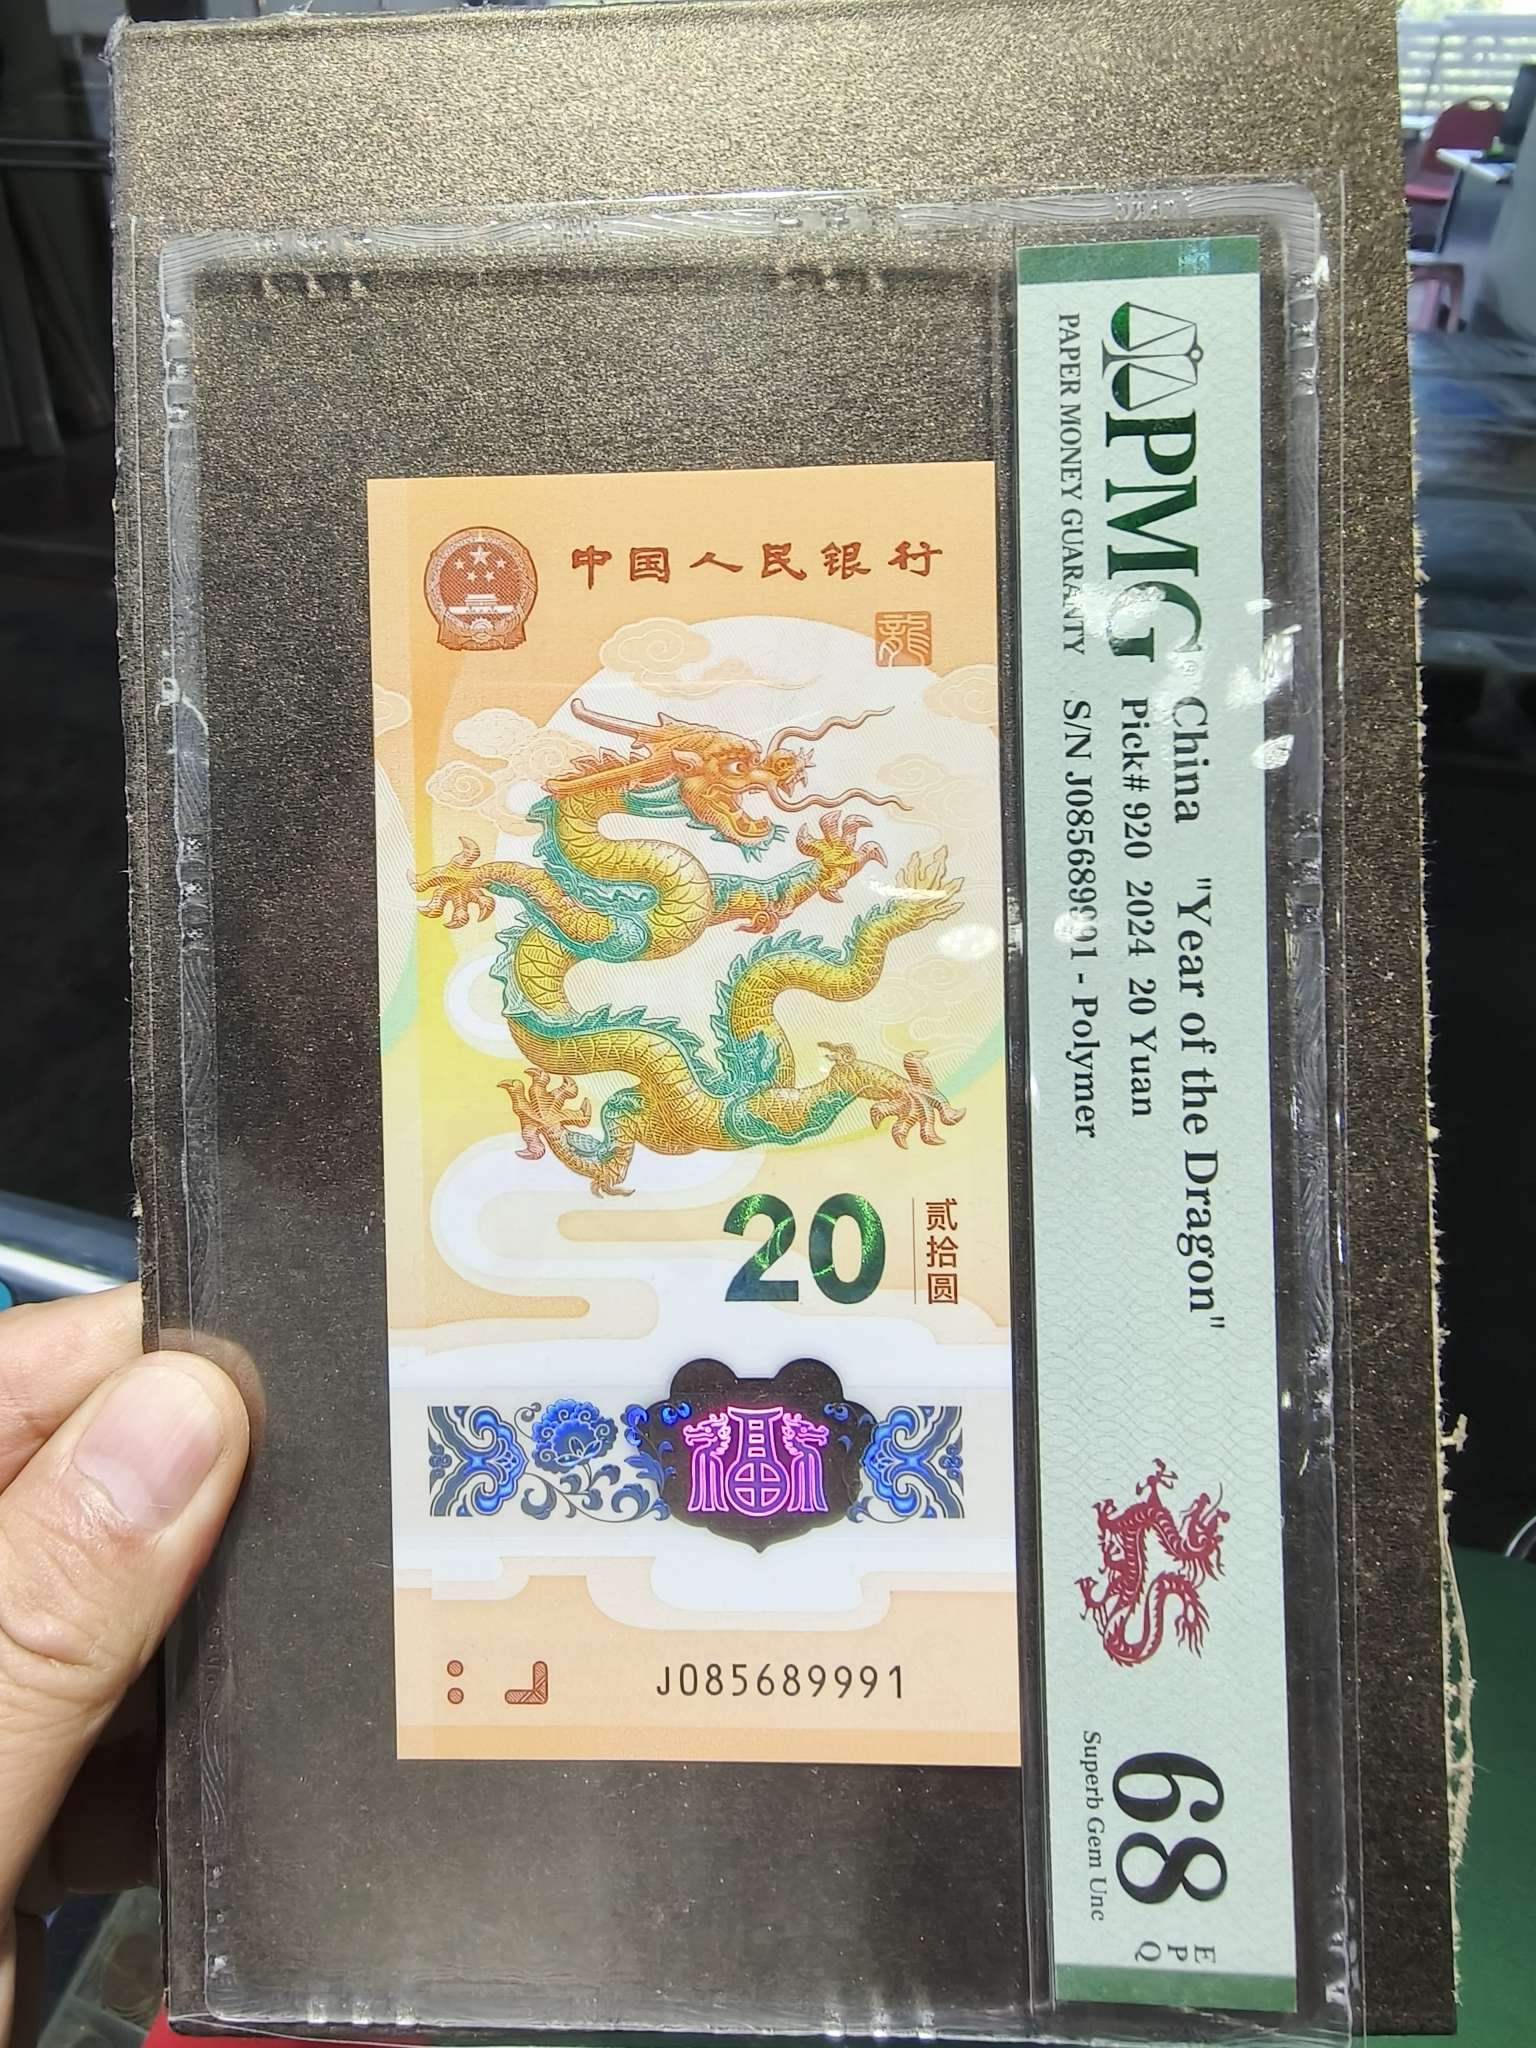 中国人民银行
龍
20
贰拾圆
福
J085689991
PMG®
PAPER MONEY GUARANTY
China "Year of the Dragon"
Pick# 920 2024 20 Yuan
S/N J085689991 - Polymer
68
EPQ
Superb Gem Unc